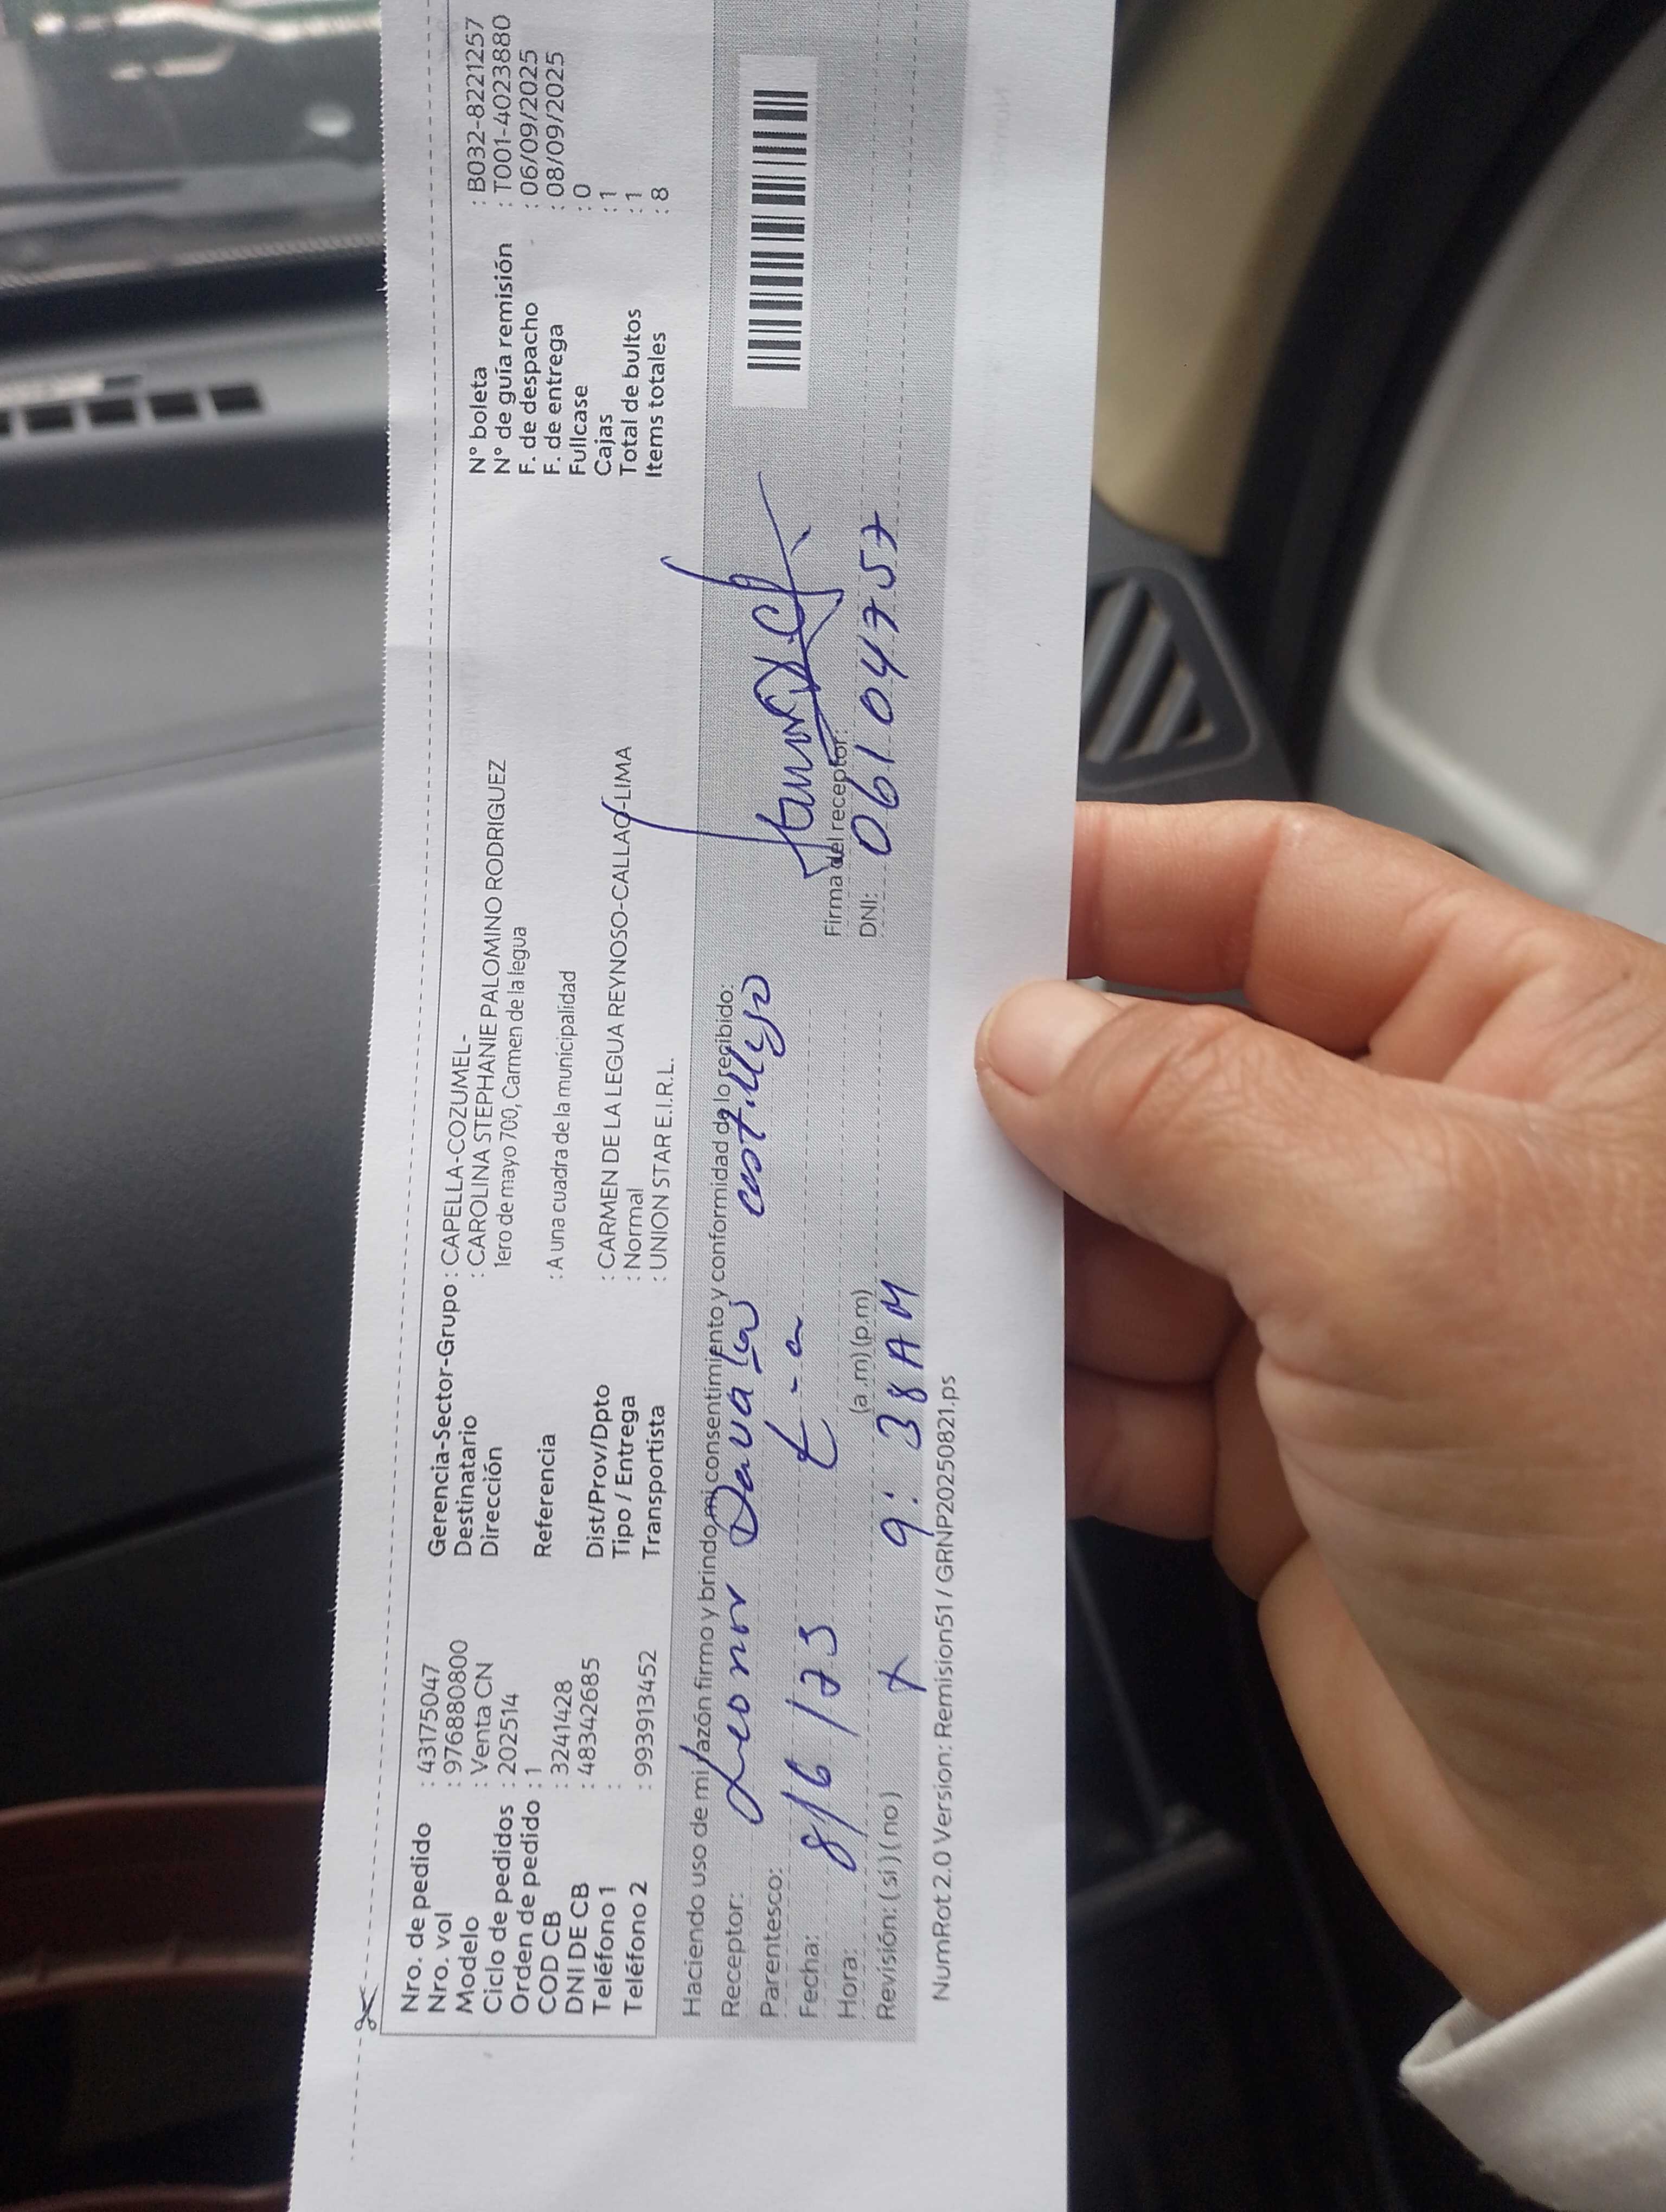 Nro. de pedido : 43175047
Nro. vol : 976880800
Modelo : Venta CN
Ciclo de pedidos : 202514
Orden de pedido : 1
COD CB : 3241428
DNI DE CB : 48342685
Teléfono 1 :
Teléfono 2 : 993913452
Gerencia-Sector-Grupo : CAPELLA-COZUMEL-
Destinatario : CAROLINA STEPHANIE PALOMINO RODRIGUEZ
Dirección 1ero de mayo 700, Carmen de la legua
Referencia : A una cuadra de la municipalidad
Dist/Prov/Dpto : CARMEN DE LA LEGUA REYNOSO-CALLAO-LIMA
Tipo / Entrega : Normal
Transportista : UNION STAR E.I.R.L.
N° boleta : B032-8221257
N° de guía remisión : T001-4023880
F. de despacho : 06/09/2025
F. de entrega : 08/09/2025
Fullcase : 0
Cajas : 1
Total de bultos : 1
Items totales : 8
Haciendo uso de mi razón firmo y brindo mi consentimiento y conformidad de lo recibido:
Receptor: Leonor Davalos
Parentesco:
Fecha:
Hora: (a.m)(p.m) 9:38 AM
Revisión: (si) (no) X
Firma del receptor:
DNI: 06104757
NumRot 2.0 Version: Remision51 / GRNP20250821.ps